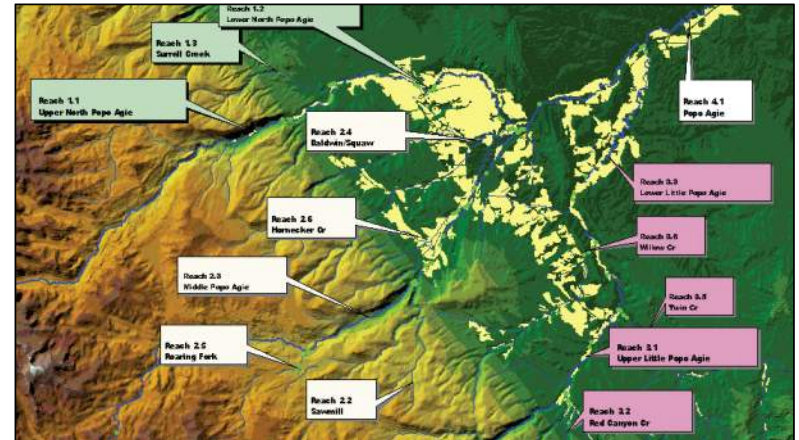 Reach 1.2
Lower North Popo Agie
Reach 1.3
Surrell Creek
Reach 1.1
Upper North Popo Agie
Reach 4.1
Popo Agie
Reach 2.4
Baldwin/Squaw
Reach 3.3
Lower Little Popo Agie
Reach 2.6
Hornecker Cr
Reach 3.6
Willow Cr
Reach 2.3
Middle Popo Agie
Reach 3.5
Twin Cr
Reach 2.5
Roaring Fork
Reach 3.1
Upper Little Popo Agie
Reach 2.2
Sawmill
Reach 3.2
Red Canyon Cr